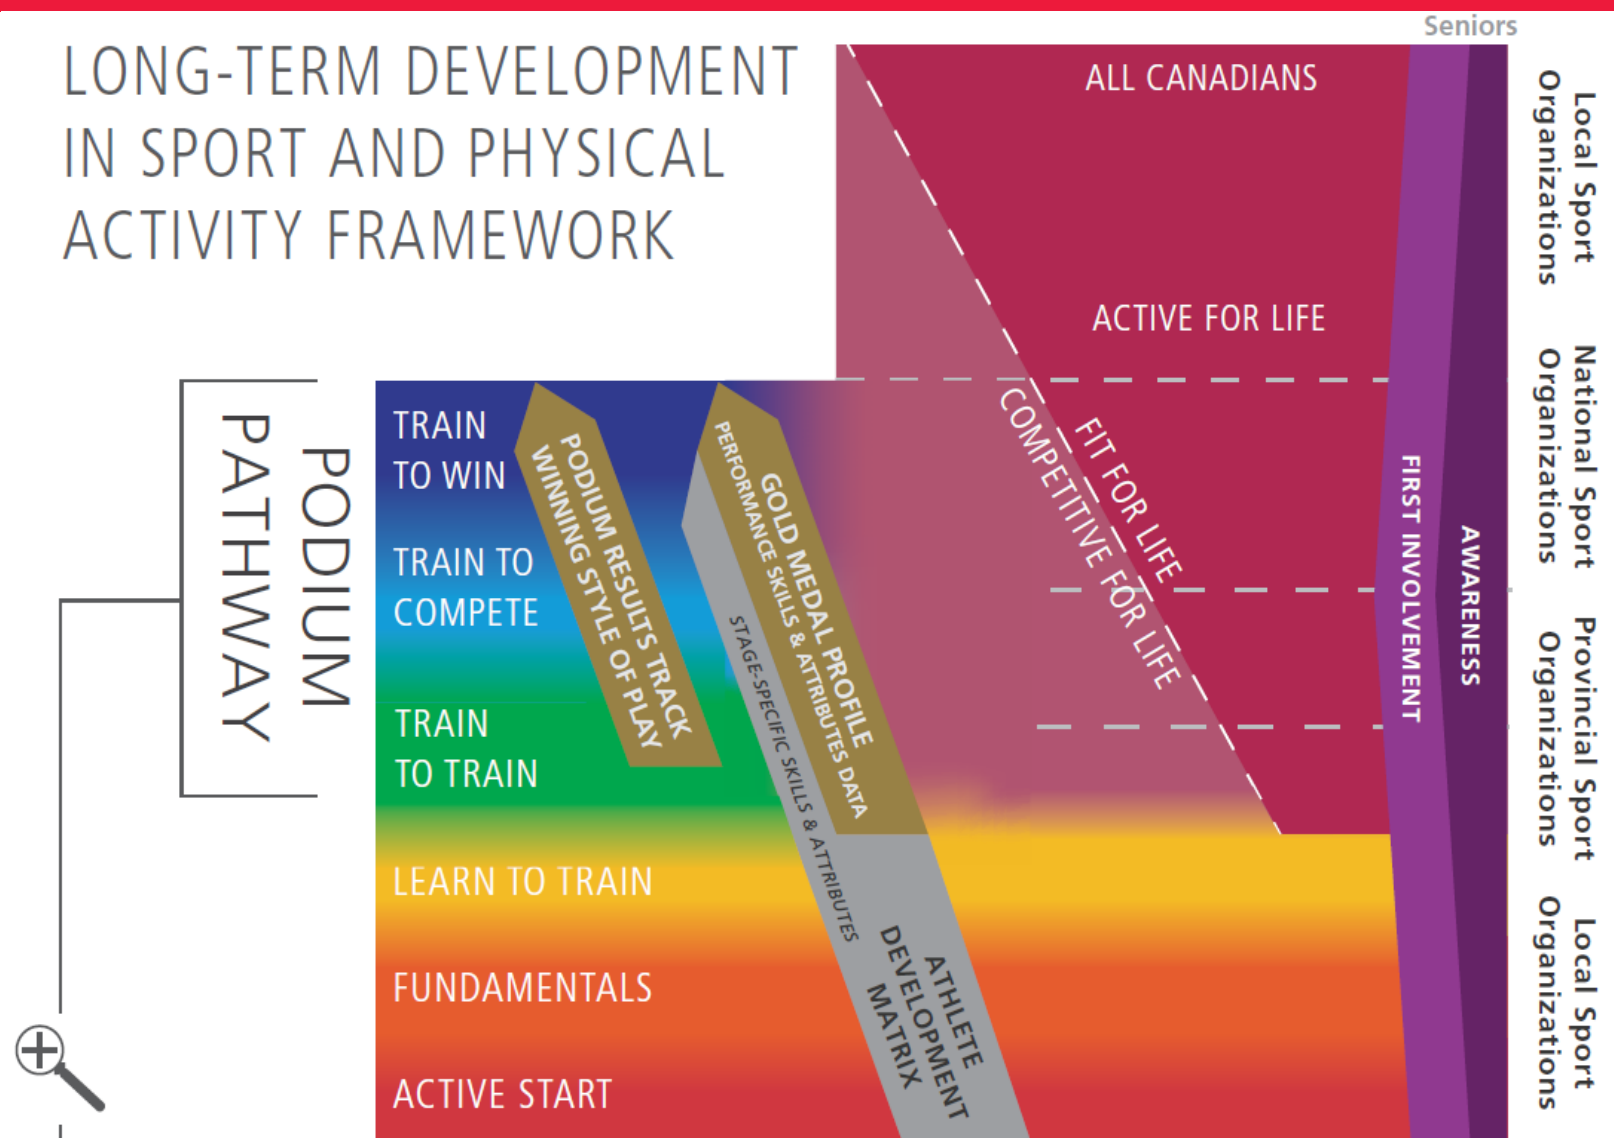 Seniors
LONG-TERM DEVELOPMENT
IN SPORT AND PHYSICAL
ACTIVITY FRAMEWORK
ALL CANADIANS
ACTIVE FOR LIFE
FIT FOR LIFE
COMPETITIVE FOR LIFE
PODIUM
PATHWAY
TRAIN
TO WIN
TRAIN TO
COMPETE
TRAIN
TO TRAIN
LEARN TO TRAIN
FUNDAMENTALS
ACTIVE START
PODIUM RESULTS TRACK
WINNING STYLE OF PLAY
GOLD MEDAL PROFILE
PERFORMANCE SKILLS & ATTRIBUTES DATA
STAGE-SPECIFIC SKILLS & ATTRIBUTES
ATHLETE
DEVELOPMENT
MATRIX
FIRST INVOLVEMENT
AWARENESS
Local Sport
Organizations
National Sport
Organizations
Provincial Sport
Organizations
Local Sport
Organizations